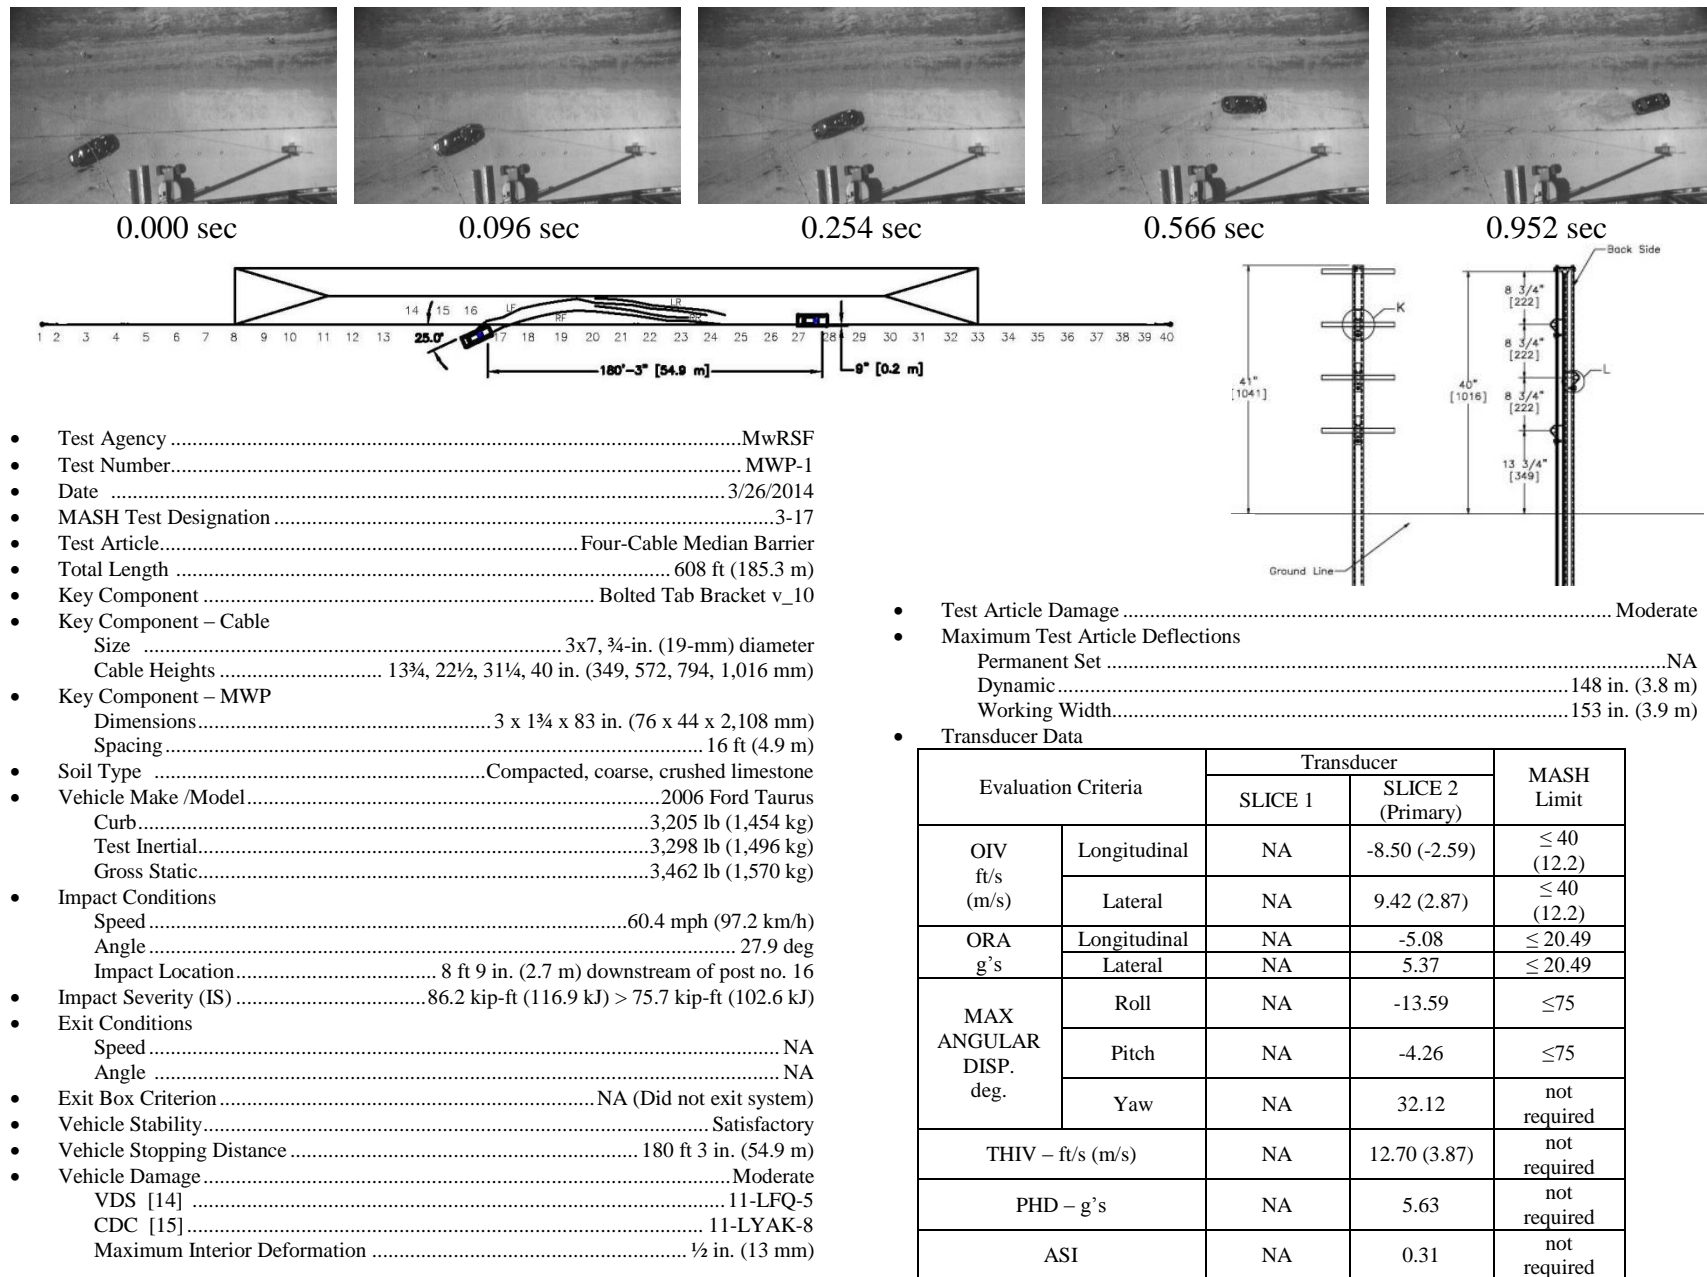 0.000 sec 0.096 sec 0.254 sec 0.566 sec 0.952 sec
14 15 16 LF RF LR RR
1 2 3 4 5 6 7 8 9 10 11 12 13 25.0° 17 18 19 20 21 22 23 24 25 26 27 28 29 30 31 32 33 34 35 36 37 38 39 40
180'-3" [54.9 m] 9" [0.2 m]
Back Side
K
L
41"
[1041]
40"
[1016]
8 3/4"
[222]
8 3/4"
[222]
8 3/4"
[222]
13 3/4"
[349]
Ground Line
• Test Agency ... MwRSF
• Test Number ... MWP-1
• Date ... 3/26/2014
• MASH Test Designation ... 3-17
• Test Article ... Four-Cable Median Barrier
• Total Length ... 608 ft (185.3 m)
• Key Component ... Bolted Tab Bracket v_10
• Key Component – Cable
Size ... 3x7, ¾-in. (19-mm) diameter
Cable Heights ... 13¾, 22½, 31¼, 40 in. (349, 572, 794, 1,016 mm)
• Key Component – MWP
Dimensions ... 3 x 1¾ x 83 in. (76 x 44 x 2,108 mm)
Spacing ... 16 ft (4.9 m)
• Soil Type ... Compacted, coarse, crushed limestone
• Vehicle Make /Model ... 2006 Ford Taurus
Curb ... 3,205 lb (1,454 kg)
Test Inertial ... 3,298 lb (1,496 kg)
Gross Static ... 3,462 lb (1,570 kg)
• Impact Conditions
Speed ... 60.4 mph (97.2 km/h)
Angle ... 27.9 deg
Impact Location ... 8 ft 9 in. (2.7 m) downstream of post no. 16
• Impact Severity (IS) ... 86.2 kip-ft (116.9 kJ) > 75.7 kip-ft (102.6 kJ)
• Exit Conditions
Speed ... NA
Angle ... NA
• Exit Box Criterion ... NA (Did not exit system)
• Vehicle Stability ... Satisfactory
• Vehicle Stopping Distance ... 180 ft 3 in. (54.9 m)
• Vehicle Damage ... Moderate
VDS [14] ... 11-LFQ-5
CDC [15] ... 11-LYAK-8
Maximum Interior Deformation ... ½ in. (13 mm)
• Test Article Damage ... Moderate
• Maximum Test Article Deflections
Permanent Set ... NA
Dynamic ... 148 in. (3.8 m)
Working Width ... 153 in. (3.9 m)
• Transducer Data
Evaluation Criteria Transducer MASH Limit
SLICE 1 SLICE 2 (Primary)
OIV ft/s (m/s) Longitudinal NA -8.50 (-2.59) ≤ 40 (12.2)
Lateral NA 9.42 (2.87) ≤ 40 (12.2)
ORA g’s Longitudinal NA -5.08 ≤ 20.49
Lateral NA 5.37 ≤ 20.49
MAX ANGULAR DISP. deg. Roll NA -13.59 ≤75
Pitch NA -4.26 ≤75
Yaw NA 32.12 not required
THIV – ft/s (m/s) NA 12.70 (3.87) not required
PHD – g’s NA 5.63 not required
ASI NA 0.31 not required